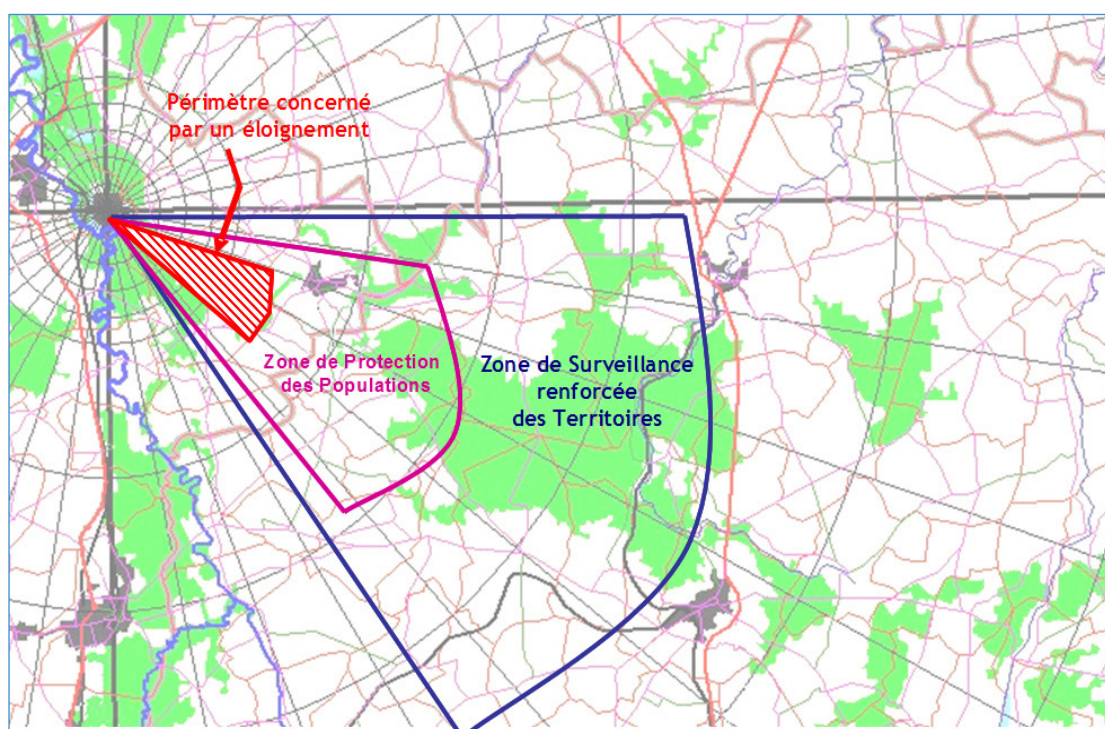 Périmètre concerné
par un éloignement
Zone de Protection
des Populations
Zone de Surveillance
renforcée
des Territoires